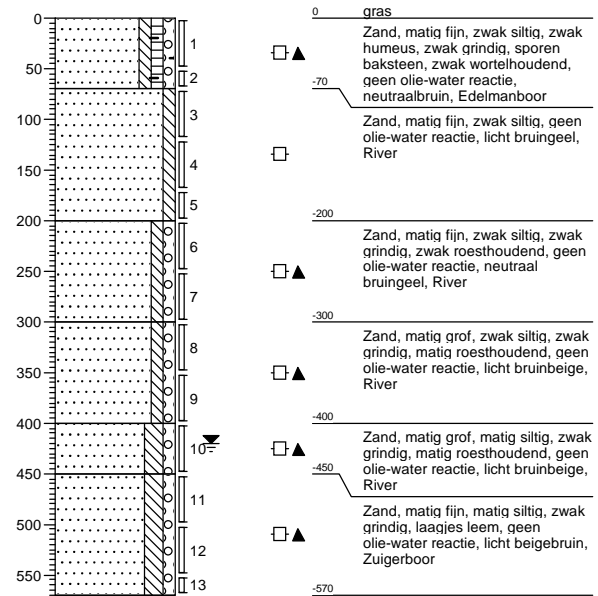 0
50
100
150
200
250
300
350
400
450
500
550
1
2
3
4
5
6
7
8
9
10
11
12
13
0
gras
Zand, matig fijn, zwak siltig, zwak
humeus, zwak grindig, sporen
baksteen, zwak wortelhoudend,
geen olie-water reactie,
neutraalbruin, Edelmanboor
-70
Zand, matig fijn, zwak siltig, geen
olie-water reactie, licht bruingeel,
River
-200
Zand, matig fijn, zwak siltig, zwak
grindig, zwak roesthoudend, geen
olie-water reactie, neutraal
bruingeel, River
-300
Zand, matig grof, zwak siltig, zwak
grindig, matig roesthoudend, geen
olie-water reactie, licht bruinbeige,
River
-400
Zand, matig grof, matig siltig, zwak
grindig, matig roesthoudend, geen
olie-water reactie, licht bruinbeige,
River
-450
Zand, matig fijn, matig siltig, zwak
grindig, laagjes leem, geen
olie-water reactie, licht beigebruin,
Zuigerboor
-570